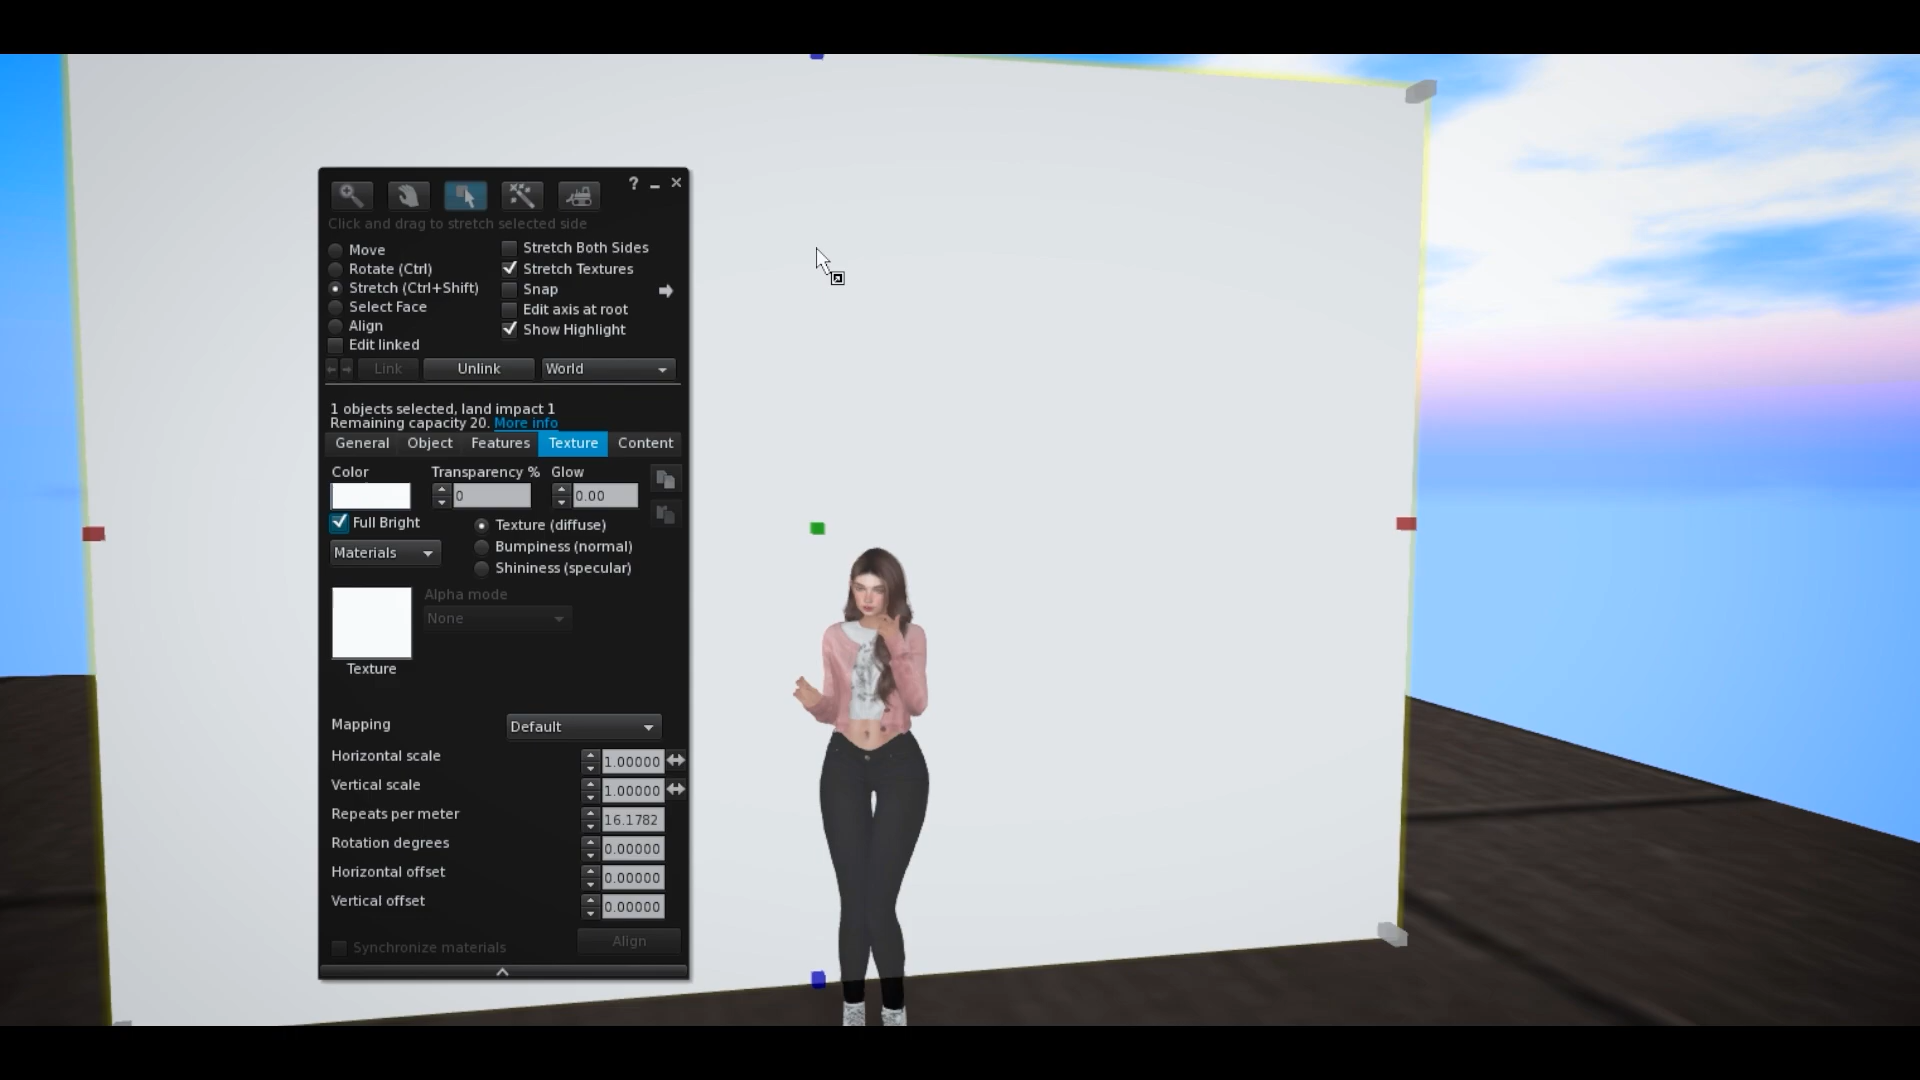 ?
Click and drag to stretch selected side
Move
Rotate (Ctrl)
Stretch (Ctrl+Shift)
Select Face
Align
Edit linked
Stretch Both Sides
Stretch Textures
Snap
Edit axis at root
Show Highlight
Link Unlink World
1 objects selected, land impact 1
Remaining capacity 20. More info
General Object Features Texture Content
Color Transparency % Glow
0 0.00
Full Bright
Materials
Texture (diffuse)
Bumpiness (normal)
Shininess (specular)
Alpha mode
None
Texture
Mapping Default
Horizontal scale 1.00000
Vertical scale 1.00000
Repeats per meter 16.1782
Rotation degrees 0.00000
Horizontal offset 0.00000
Vertical offset 0.00000
Synchronize materials Align